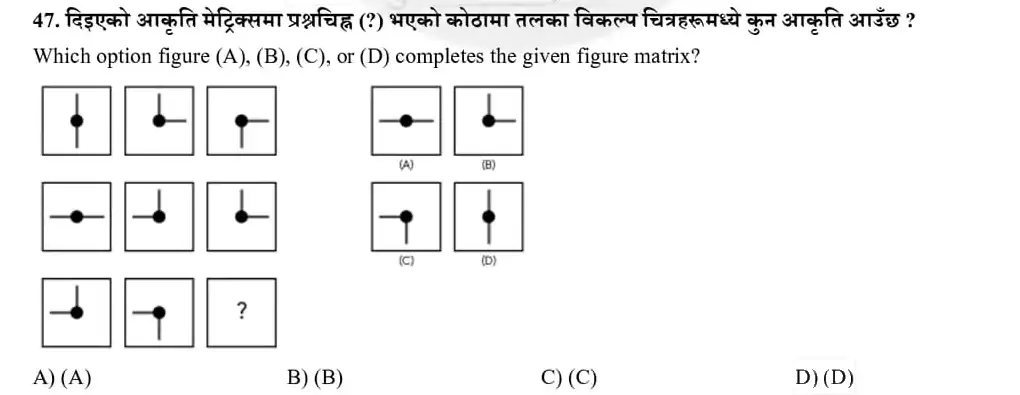 47. दिइएको आकृति मेट्रिक्समा प्रश्नचिह्न (?) भएको कोठामा तलका विकल्प चित्रहरूमध्ये कुन आकृति आउँछ ?
Which option figure (A), (B), (C), or (D) completes the given figure matrix?
(A) (B)
(C) (D)
?
A) (A) B) (B) C) (C) D) (D)